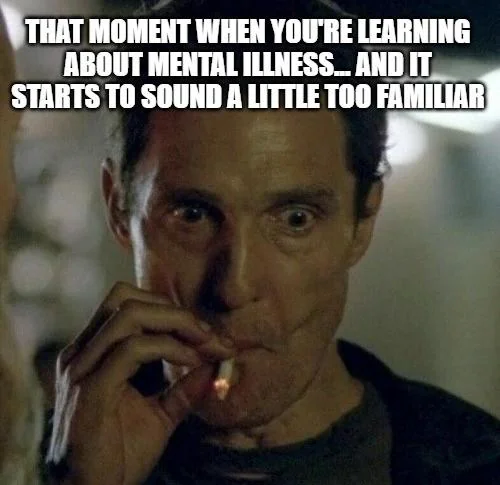 THAT MOMENT WHEN YOU'RE LEARNING
ABOUT MENTAL ILLNESS... AND IT
STARTS TO SOUND A LITTLE TOO FAMILIAR